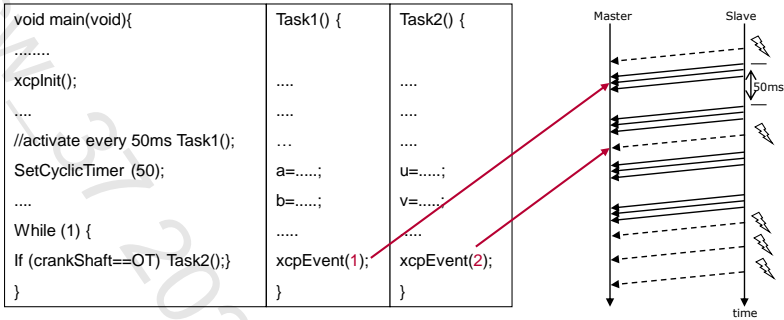 void main(void){
........
xcpInit();
....
//activate every 50ms Task1();
SetCyclicTimer (50);
....
While (1) {
If (crankShaft==OT) Task2();}
}
Task1() {
....
....
...
a=.....;
b=.....;
.....
xcpEvent(1);
}
Task2() {
....
....
....
u=.....;
v=.....;
.....
xcpEvent(2);
}
Master
Slave
50ms
time